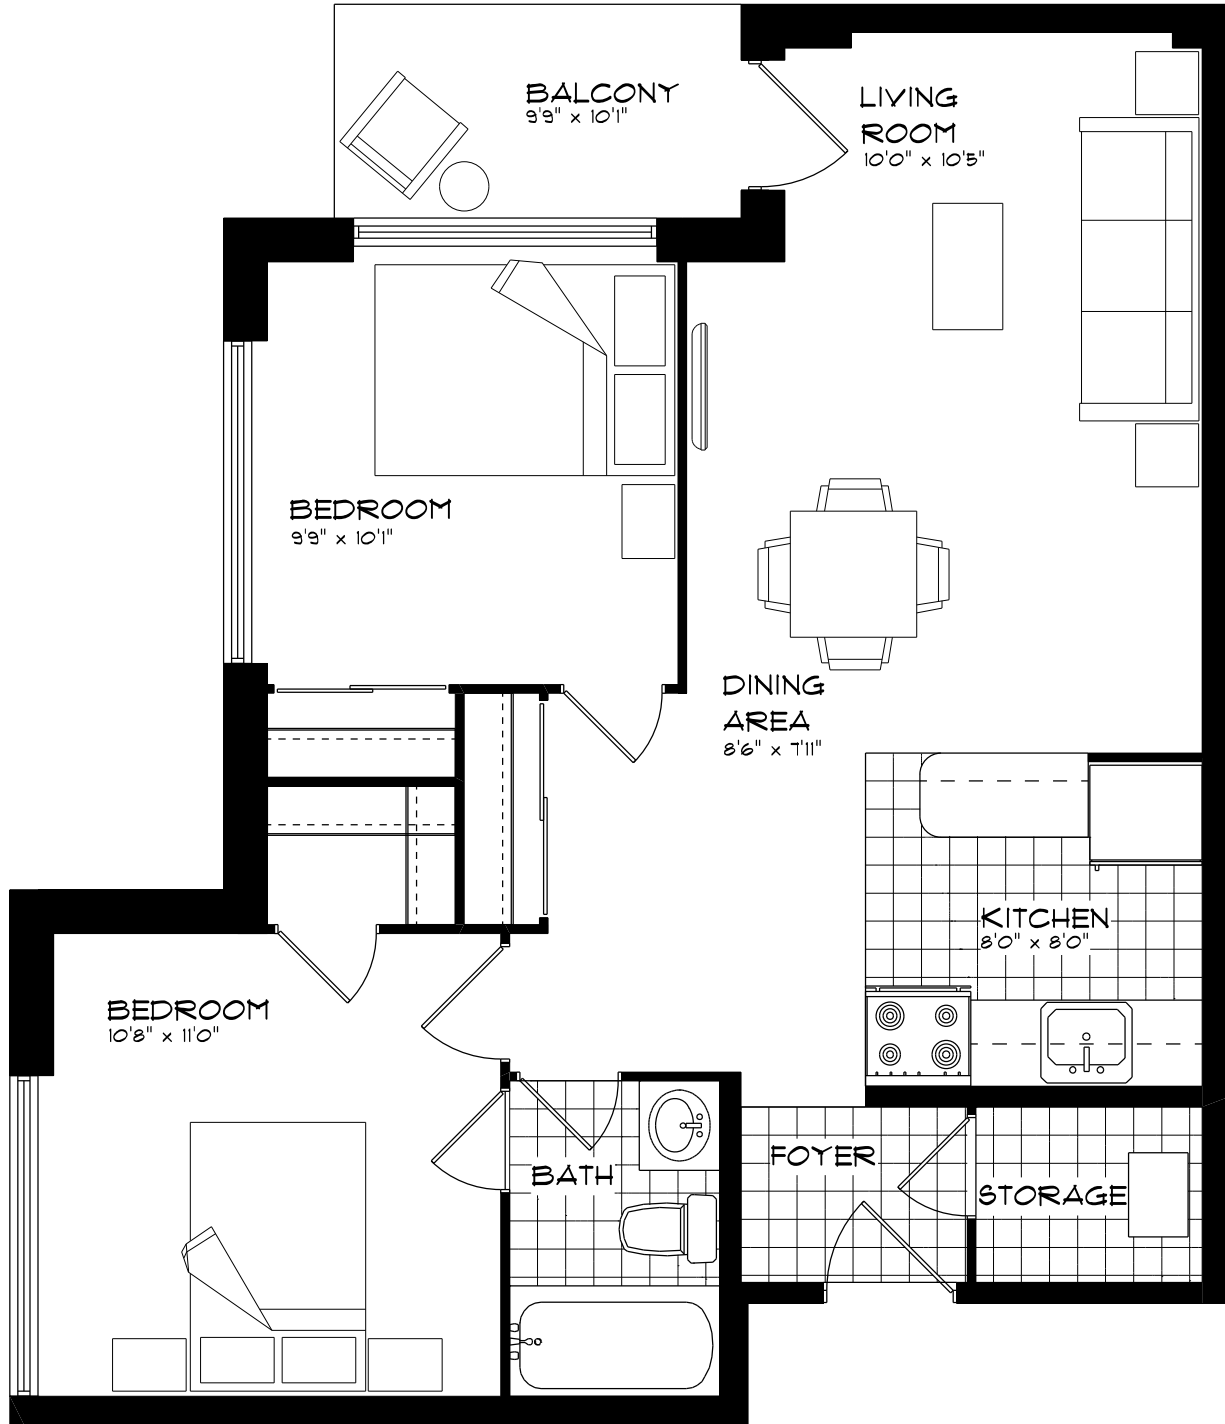 BALCONY
9'9" x 10'1"
LIVING
ROOM
10'0" x 10'5"
BEDROOM
9'9" x 10'1"
DINING
AREA
8'6" x 7'11"
KITCHEN
8'0" x 8'0"
BEDROOM
10'8" x 11'0"
BATH
FOYER
STORAGE